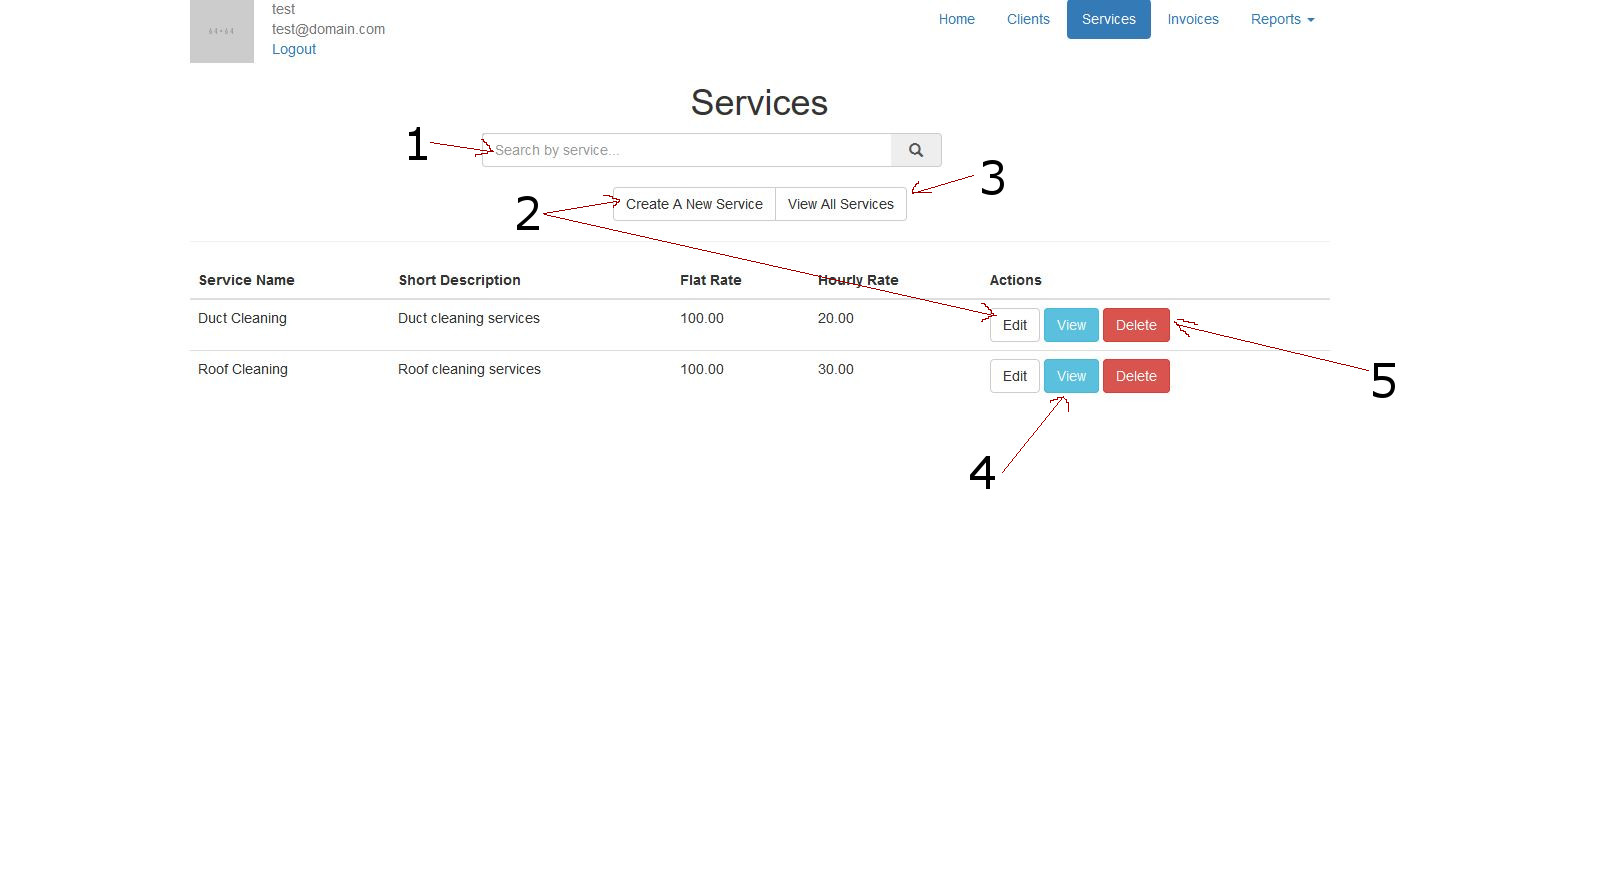 64×64
test
test@domain.com
Logout
Home Clients Services Invoices Reports
Services
1
Search by service...
3
2
Create A New Service View All Services
Service Name Short Description Flat Rate Hourly Rate Actions
Duct Cleaning Duct cleaning services 100.00 20.00 Edit View Delete
Roof Cleaning Roof cleaning services 100.00 30.00 Edit View Delete
5
4